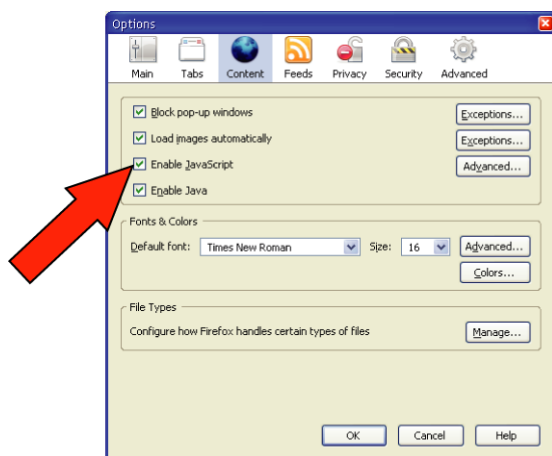 Options
Main Tabs Content Feeds Privacy Security Advanced
Block pop-up windows Exceptions...
Load images automatically Exceptions...
Enable JavaScript Advanced...
Enable Java
Fonts & Colors
Default font: Times New Roman Size: 16 Advanced...
Colors...
File Types
Configure how Firefox handles certain types of files Manage...
OK Cancel Help